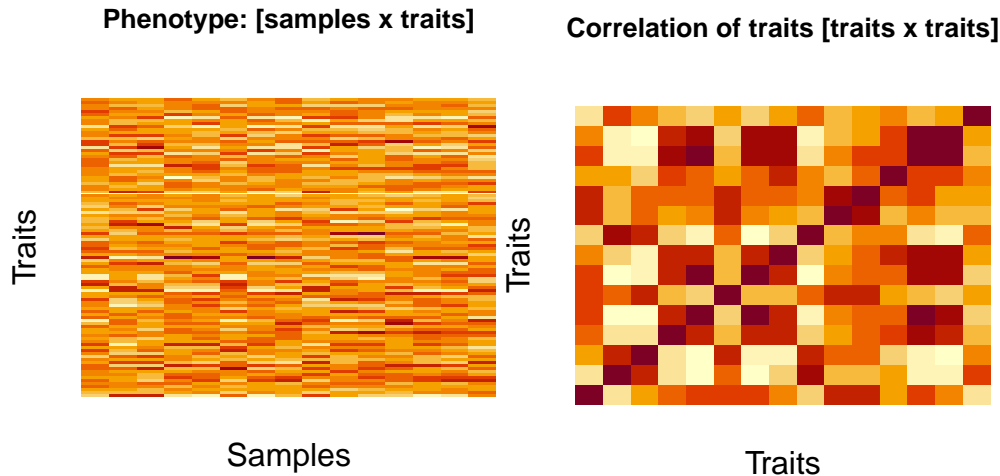 Phenotype: [samples x traits]
Correlation of traits [traits x traits]
Traits
Samples
Traits
Traits